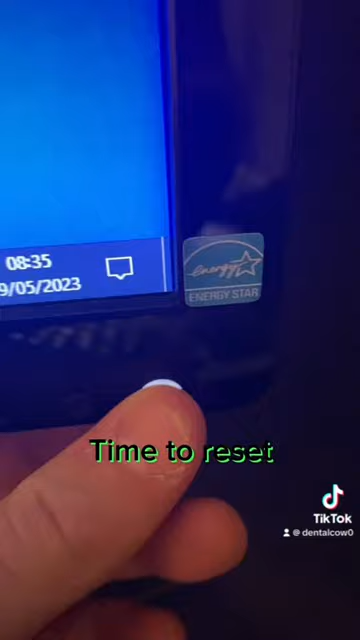 08:35
9/05/2023
energy
ENERGY STAR
Time to reset
TikTok
@ dentalcow0